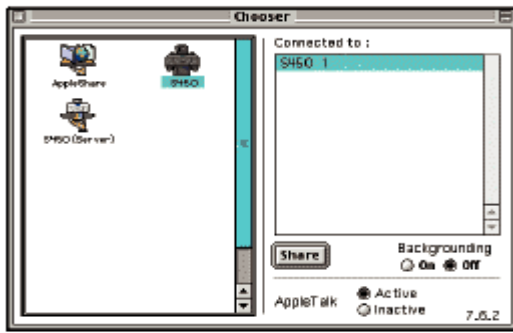 Chooser
AppleShare
S450
S450 (Server)
Connected to :
S450 1
Share
Backgrounding
On Off
AppleTalk
Active
Inactive
7.6.2